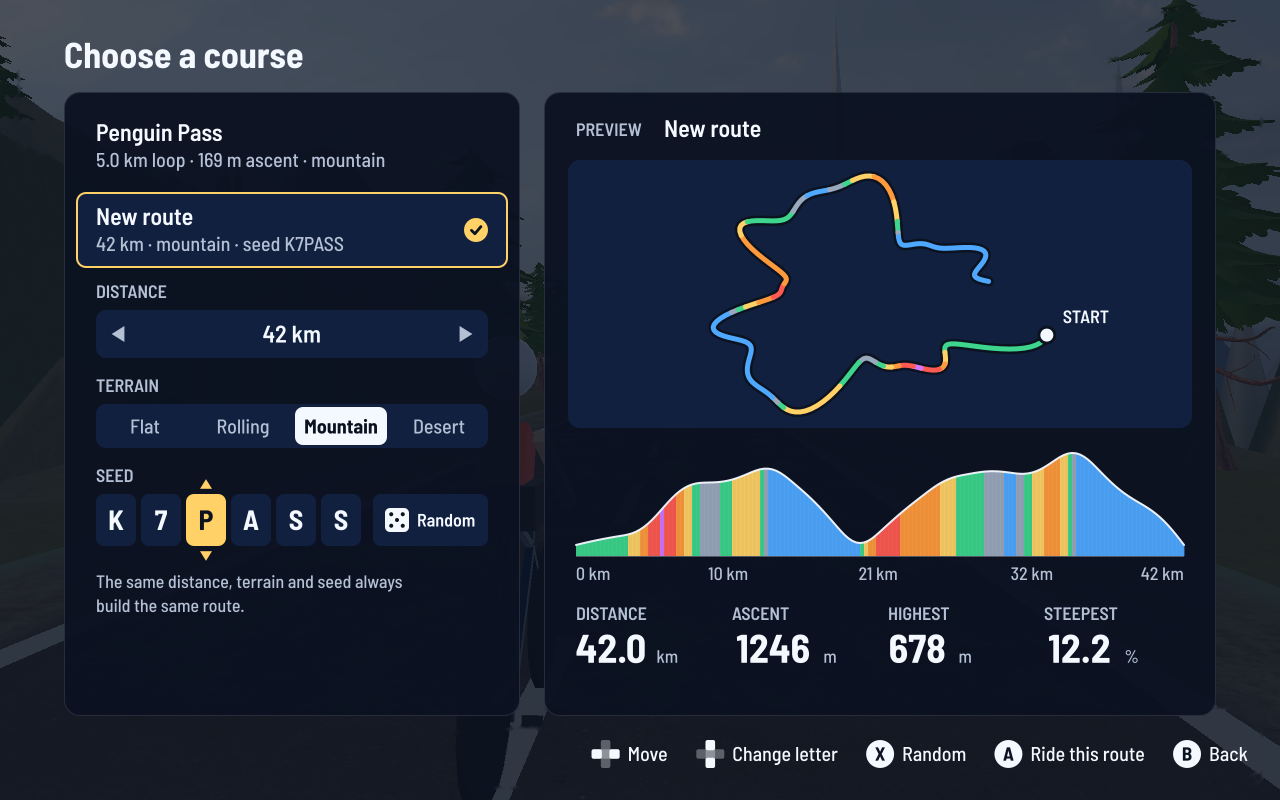 Choose a course
Penguin Pass
5.0 km loop · 169 m ascent · mountain
New route
42 km · mountain · seed K7PASS
DISTANCE
42 km
TERRAIN
Flat Rolling Mountain Desert
SEED
K 7 P A S S Random
The same distance, terrain and seed always
build the same route.
PREVIEW New route
START
0 km 10 km 21 km 32 km 42 km
DISTANCE ASCENT HIGHEST STEEPEST
42.0 km 1246 m 678 m 12.2 %
Move Change letter X Random A Ride this route B Back